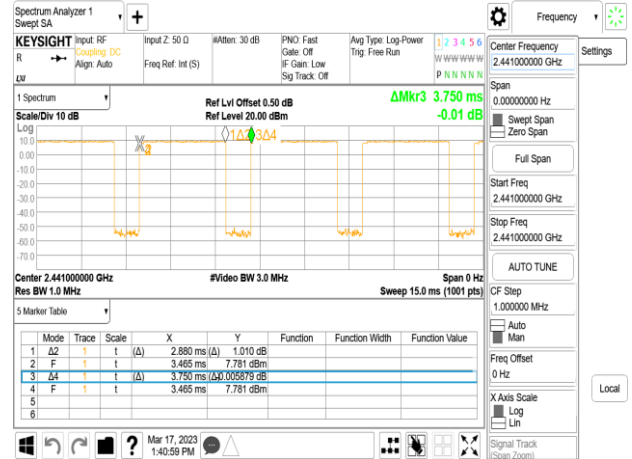 Spectrum Analyzer 1
Swept SA
KEYSIGHT
R
Input: RF
Coupling: DC
Align: Auto
Input Z: 50 Ω
Freq Ref: Int (S)
#Atten: 30 dB
PNO: Fast
Gate: Off
IF Gain: Low
Sig Track: Off
Avg Type: Log-Power
Trig: Free Run
1 2 3 4 5 6
W W W W W W
P N N N N N
1 Spectrum
Scale/Div 10 dB
Ref Lvl Offset 0.50 dB
Ref Level 20.00 dBm
ΔMkr3 3.750 ms
-0.01 dB
Log
10.0
0.00
-10.0
-20.0
-30.0
-40.0
-50.0
-60.0
-70.0
1Δ2 3Δ4
Center 2.441000000 GHz
Res BW 1.0 MHz
#Video BW 3.0 MHz
Span 0 Hz
Sweep 15.0 ms (1001 pts)
5 Marker Table
Mode Trace Scale X Y Function Function Width Function Value
1 Δ2 1 t (Δ) 2.880 ms (Δ) 1.010 dB
2 F 1 t 3.465 ms 7.781 dBm
3 Δ4 1 t (Δ) 3.750 ms (Δ) -0.005879 dB
4 F 1 t 3.465 ms 7.781 dBm
5
6
Mar 17, 2023
1:40:59 PM
Frequency
Settings
Center Frequency
2.441000000 GHz
Span
0.00000000 Hz
Swept Span
Zero Span
Full Span
Start Freq
2.441000000 GHz
Stop Freq
2.441000000 GHz
AUTO TUNE
CF Step
1.000000 MHz
Auto
Man
Freq Offset
0 Hz
X Axis Scale
Log
Lin
Signal Track
(Span Zoom)
Local